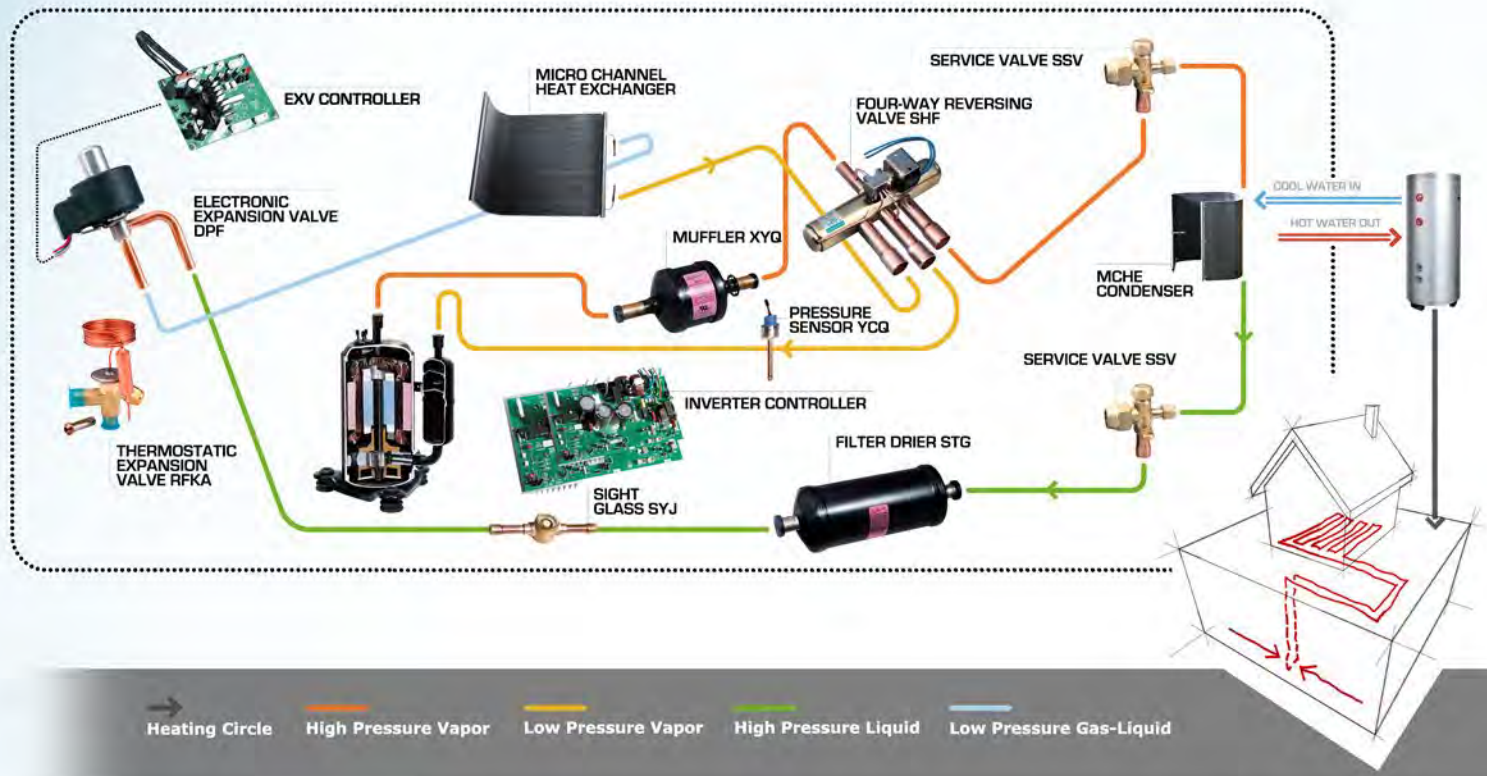 EXV CONTROLLER
MICRO CHANNEL
HEAT EXCHANGER
SERVICE VALVE SSV
FOUR-WAY REVERSING
VALVE SHF
ELECTRONIC
EXPANSION VALVE
DPF
COOL WATER IN
HOT WATER OUT
MUFFLER XYQ
MCHE
CONDENSER
PRESSURE
SENSOR YCQ
SERVICE VALVE SSV
INVERTER CONTROLLER
FILTER DRIER STG
THERMOSTATIC
EXPANSION
VALVE RFKA
SIGHT
GLASS SYJ
Heating Circle
High Pressure Vapor
Low Pressure Vapor
High Pressure Liquid
Low Pressure Gas-Liquid